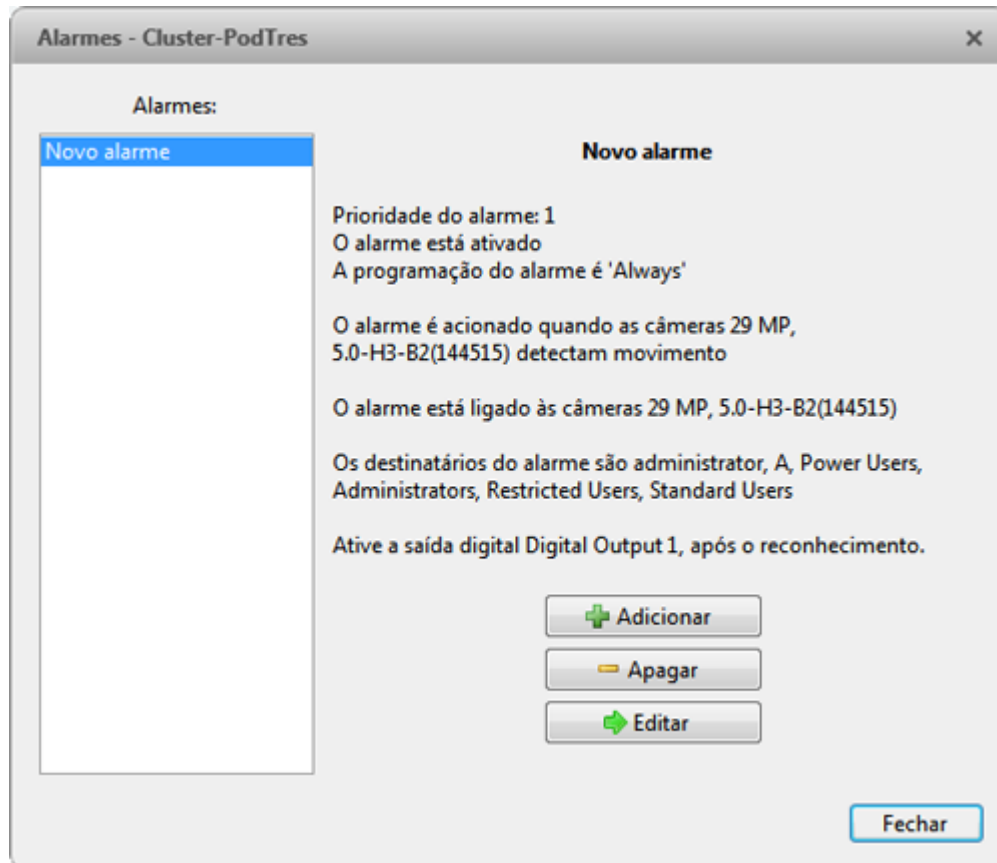 Alarmes - Cluster-PodTres
Alarmes:
Novo alarme
Novo alarme
Prioridade do alarme: 1
O alarme está ativado
A programação do alarme é 'Always'
O alarme é acionado quando as câmeras 29 MP,
5.0-H3-B2(144515) detectam movimento
O alarme está ligado às câmeras 29 MP, 5.0-H3-B2(144515)
Os destinatários do alarme são administrator, A, Power Users,
Administrators, Restricted Users, Standard Users
Ative a saída digital Digital Output 1, após o reconhecimento.
Adicionar
Apagar
Editar
Fechar